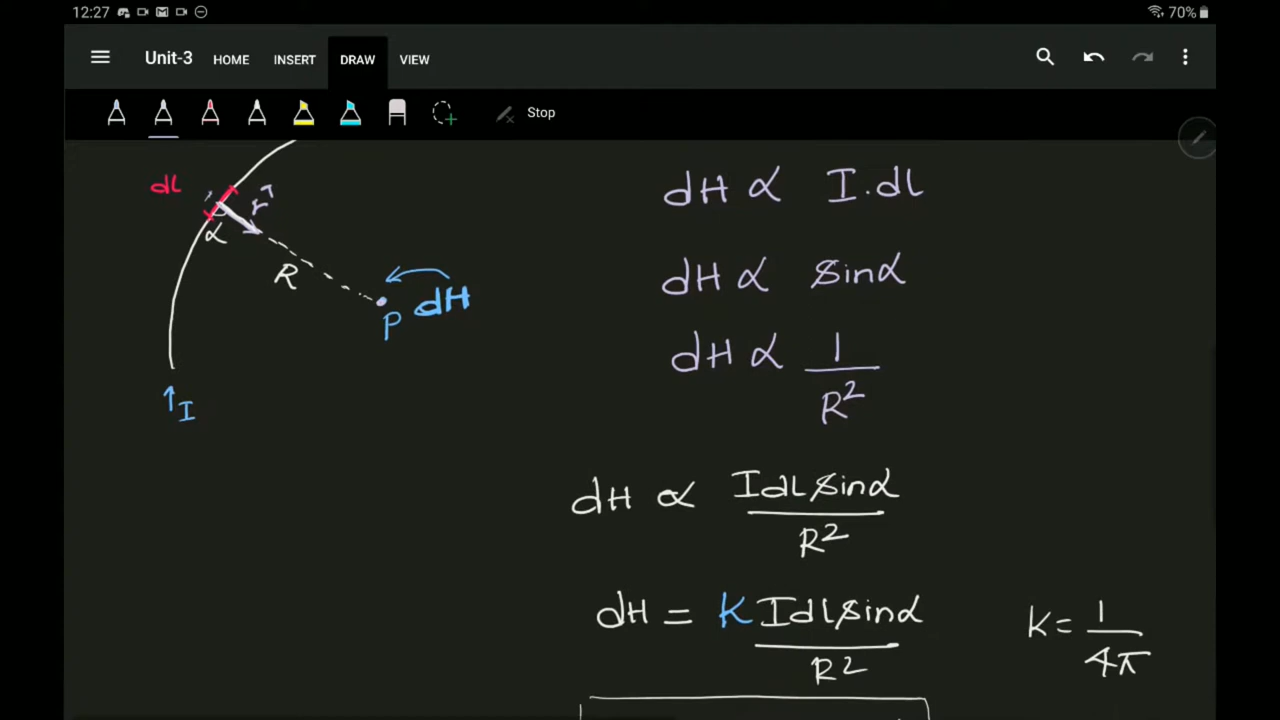 12:27 70%
Unit-3 HOME INSERT DRAW VIEW
Stop
dl
r̂
α
R
dH
P
↑I
dH α I.dl
dH α Sinα
dH α 1/R²
dH α IdlSinα/R²
dH = K IdlSinα/R² K = 1/4π